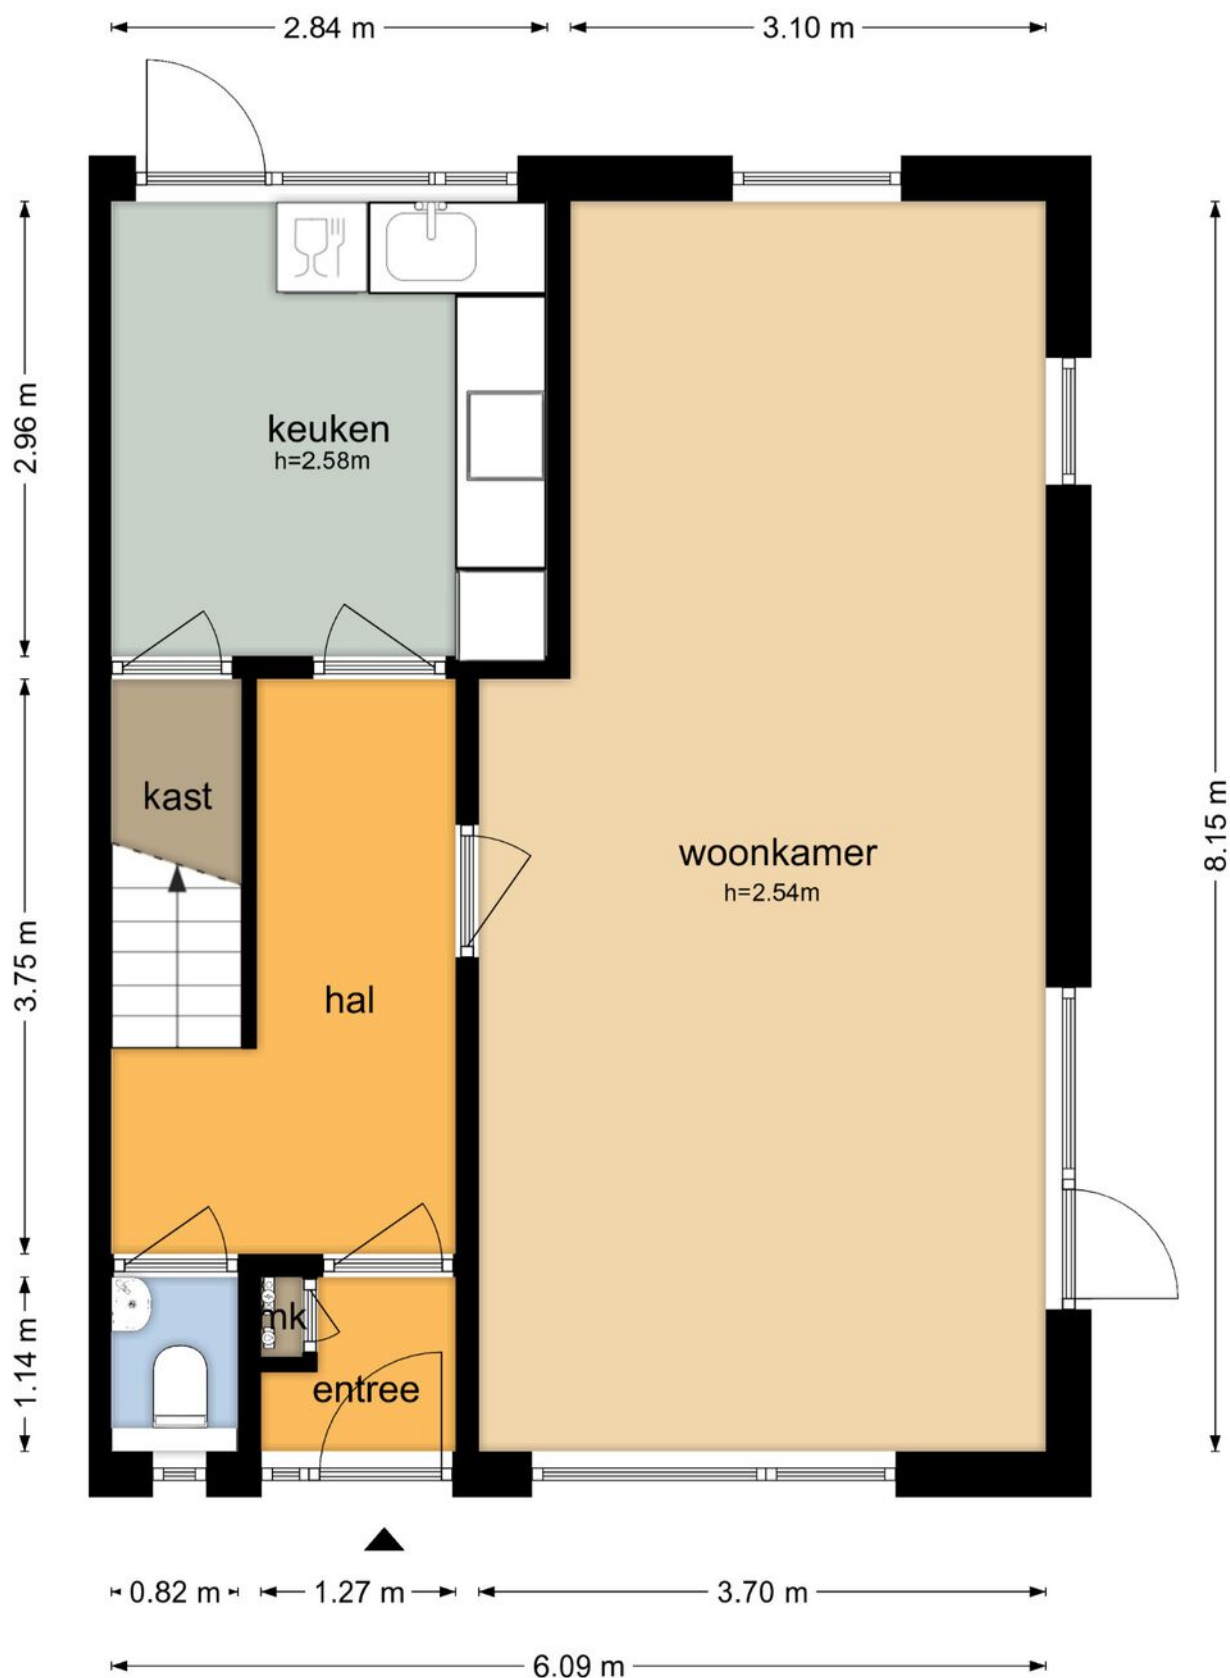 2.84 m
3.10 m
2.96 m
keuken
h=2.58m
kast
woonkamer
h=2.54m
8.15 m
3.75 m
hal
mk
1.14 m
entree
0.82 m
1.27 m
3.70 m
6.09 m